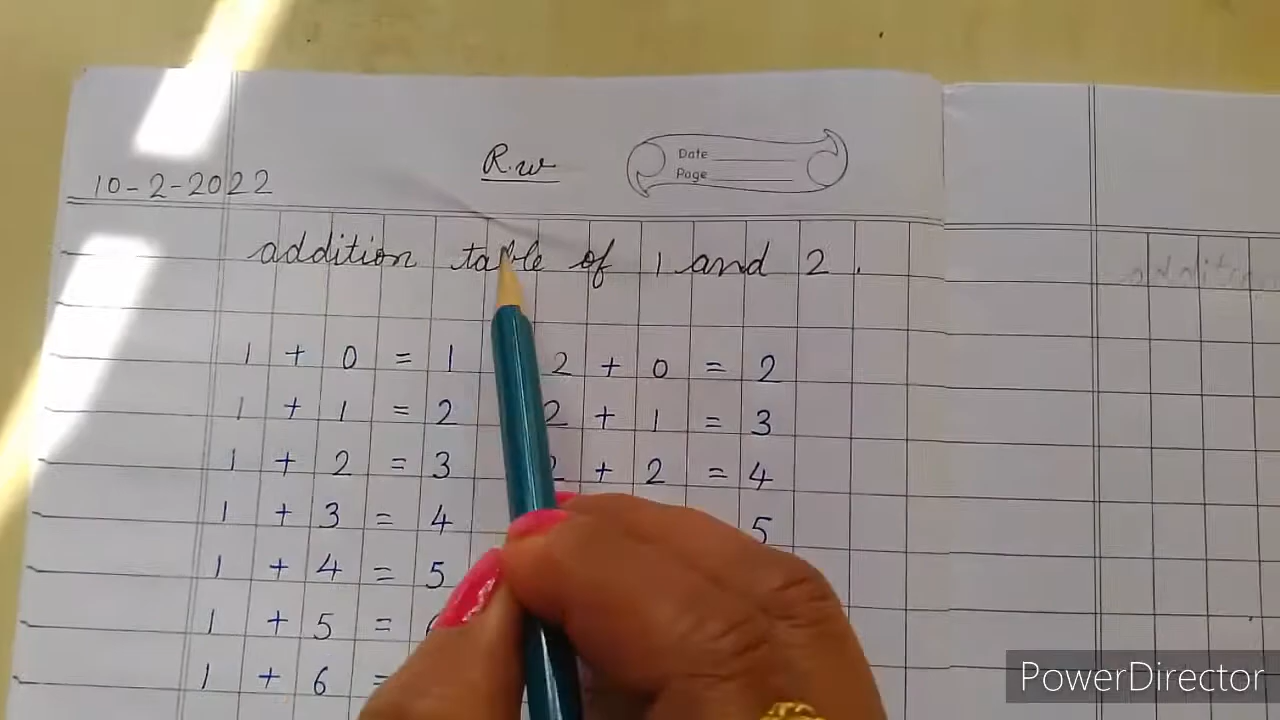 R.w
Date
Page
10-2-2022
addition table of 1 and 2.
1 + 0 = 1 2 + 0 = 2
1 + 1 = 2 2 + 1 = 3
1 + 2 = 3 2 + 2 = 4
1 + 3 = 4 5
1 + 4 = 5
1 + 5 =
1 + 6 =
PowerDirector